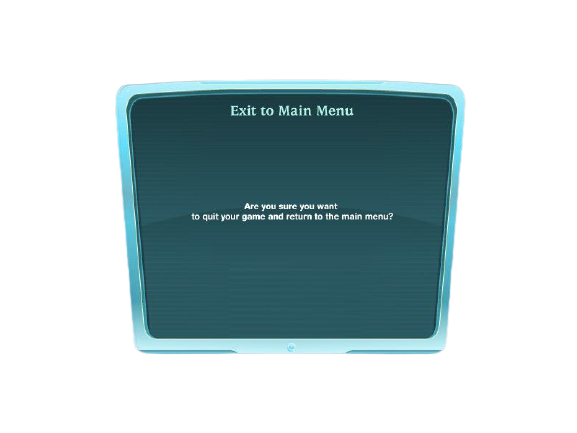 Exit to Main Menu
Are you sure you want
to quit your game and return to the main menu?